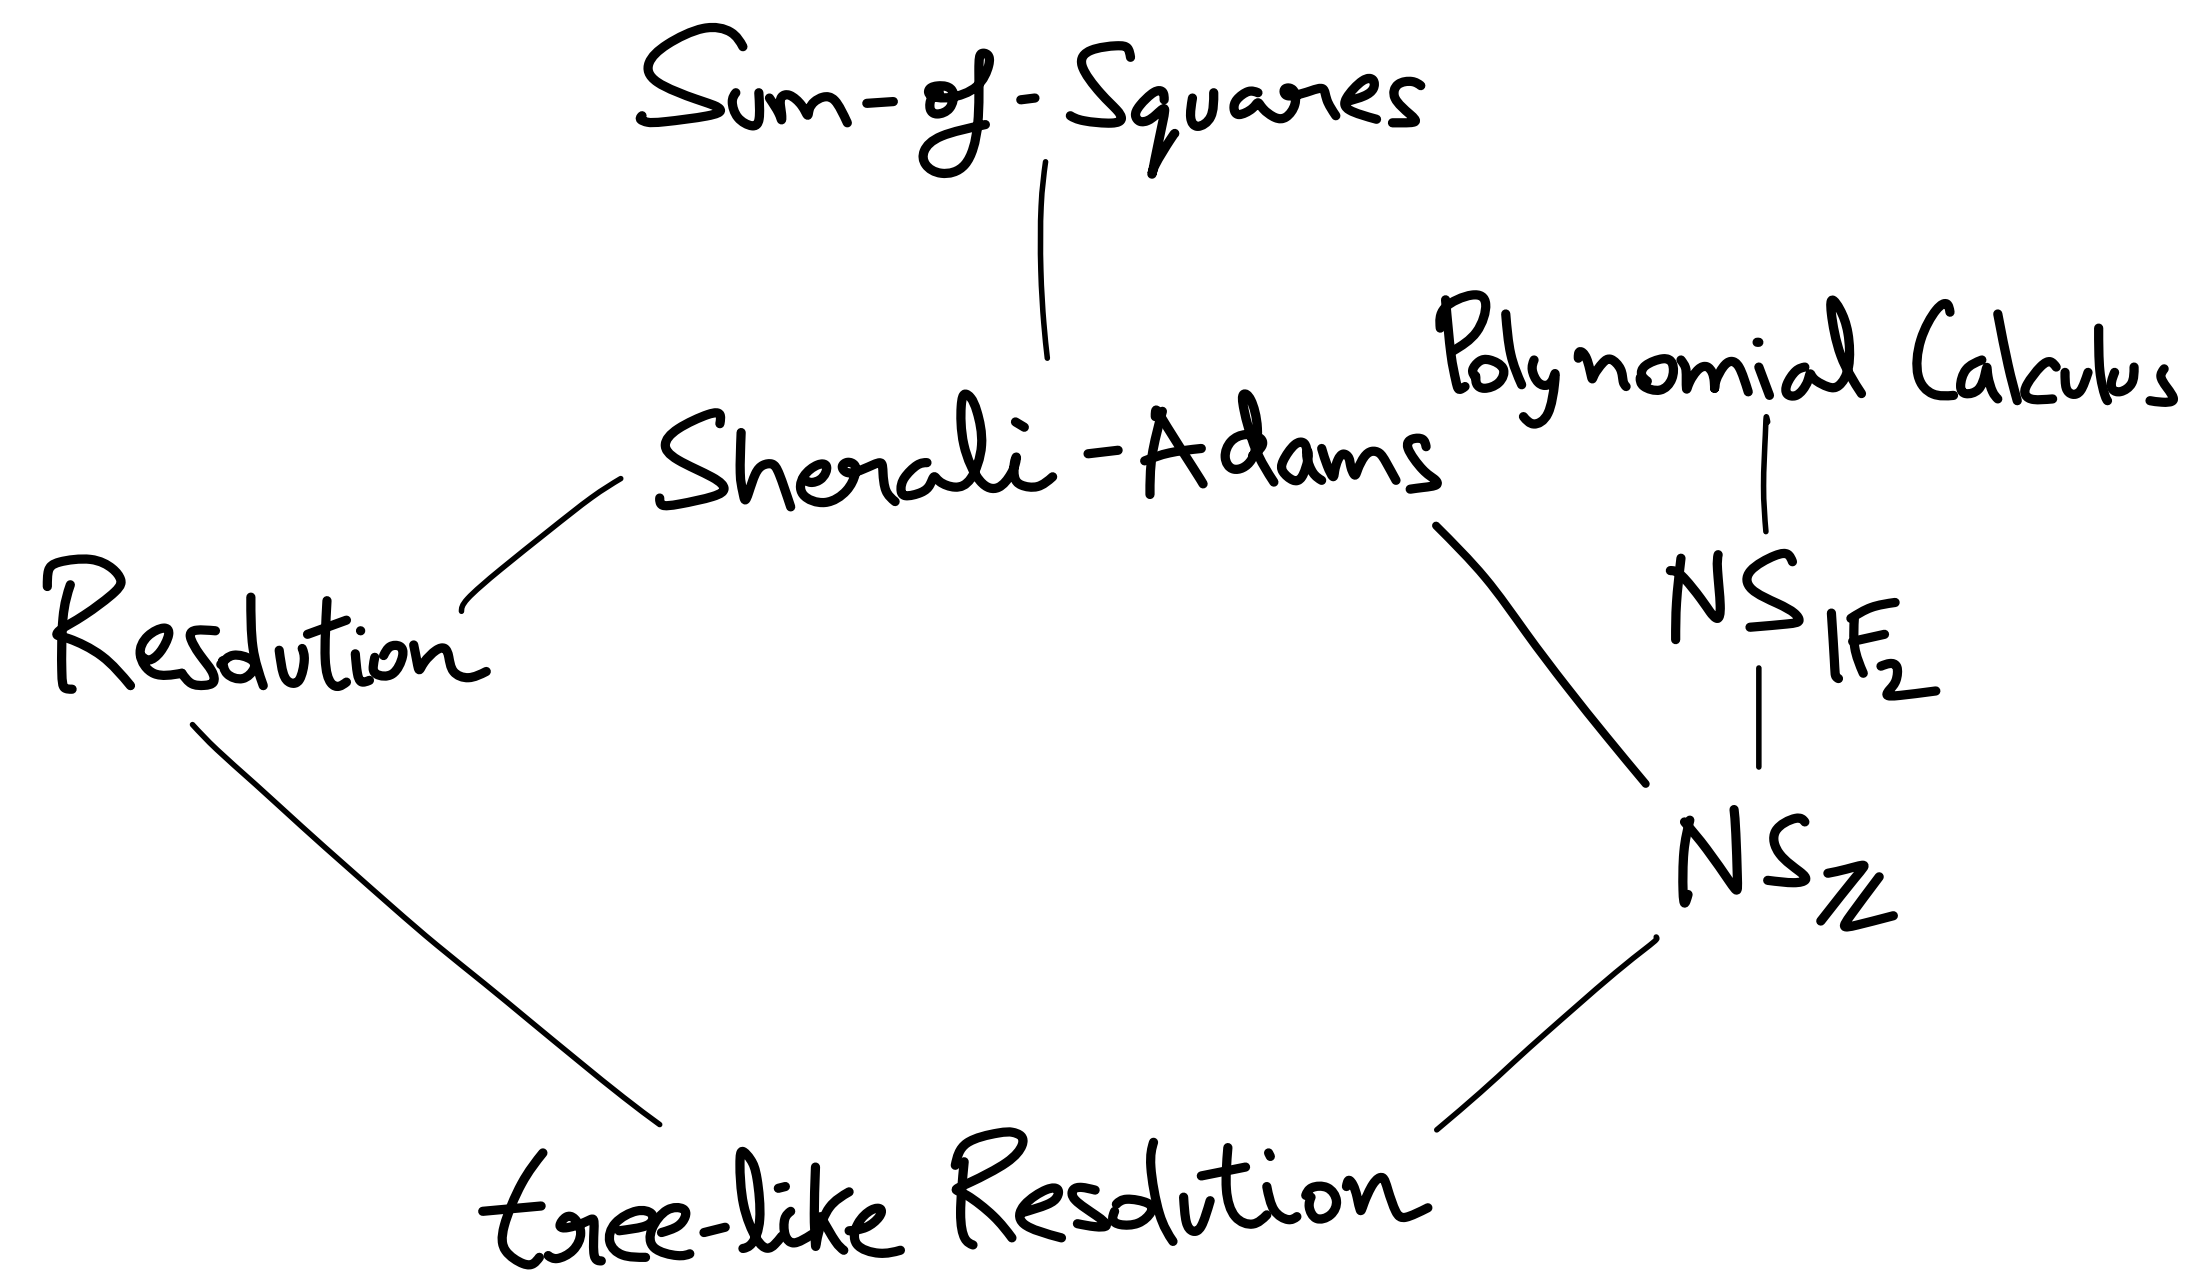 Sum-of-Squares
Polynomial Calculus
Sherali-Adams
Resolution
NS𝔽₂
NSℤ
tree-like Resolution